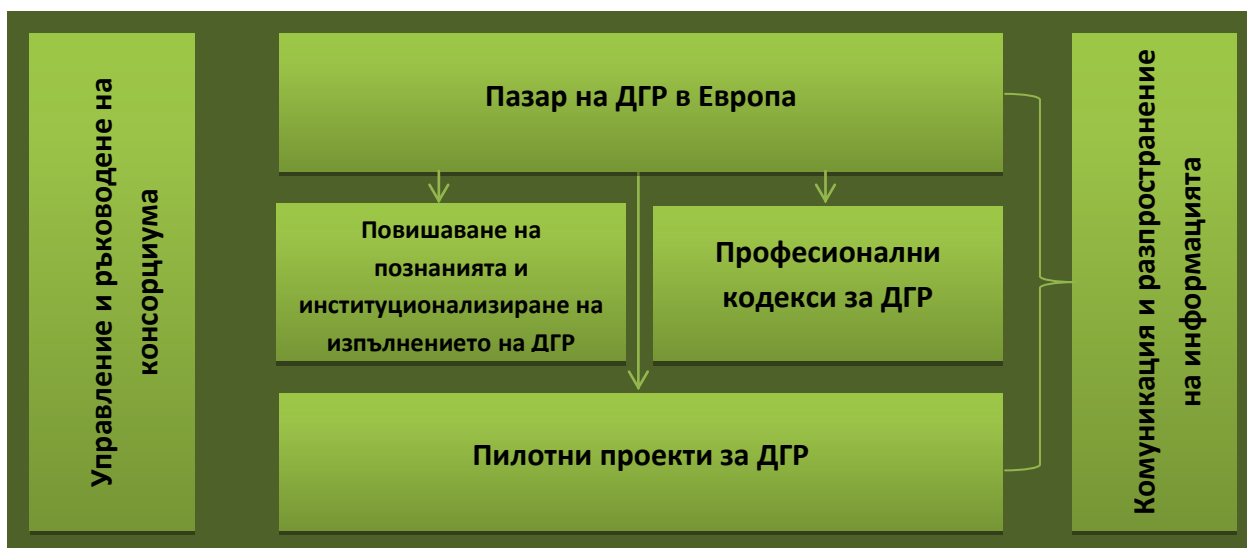 Управление и ръководене на
консорциума
Пазар на ДГР в Европа
Повишаване на
познанията и
институционализиране на
изпълнението на ДГР
Професионални
кодекси за ДГР
Пилотни проекти за ДГР
Комуникация и разпространение
на информацията